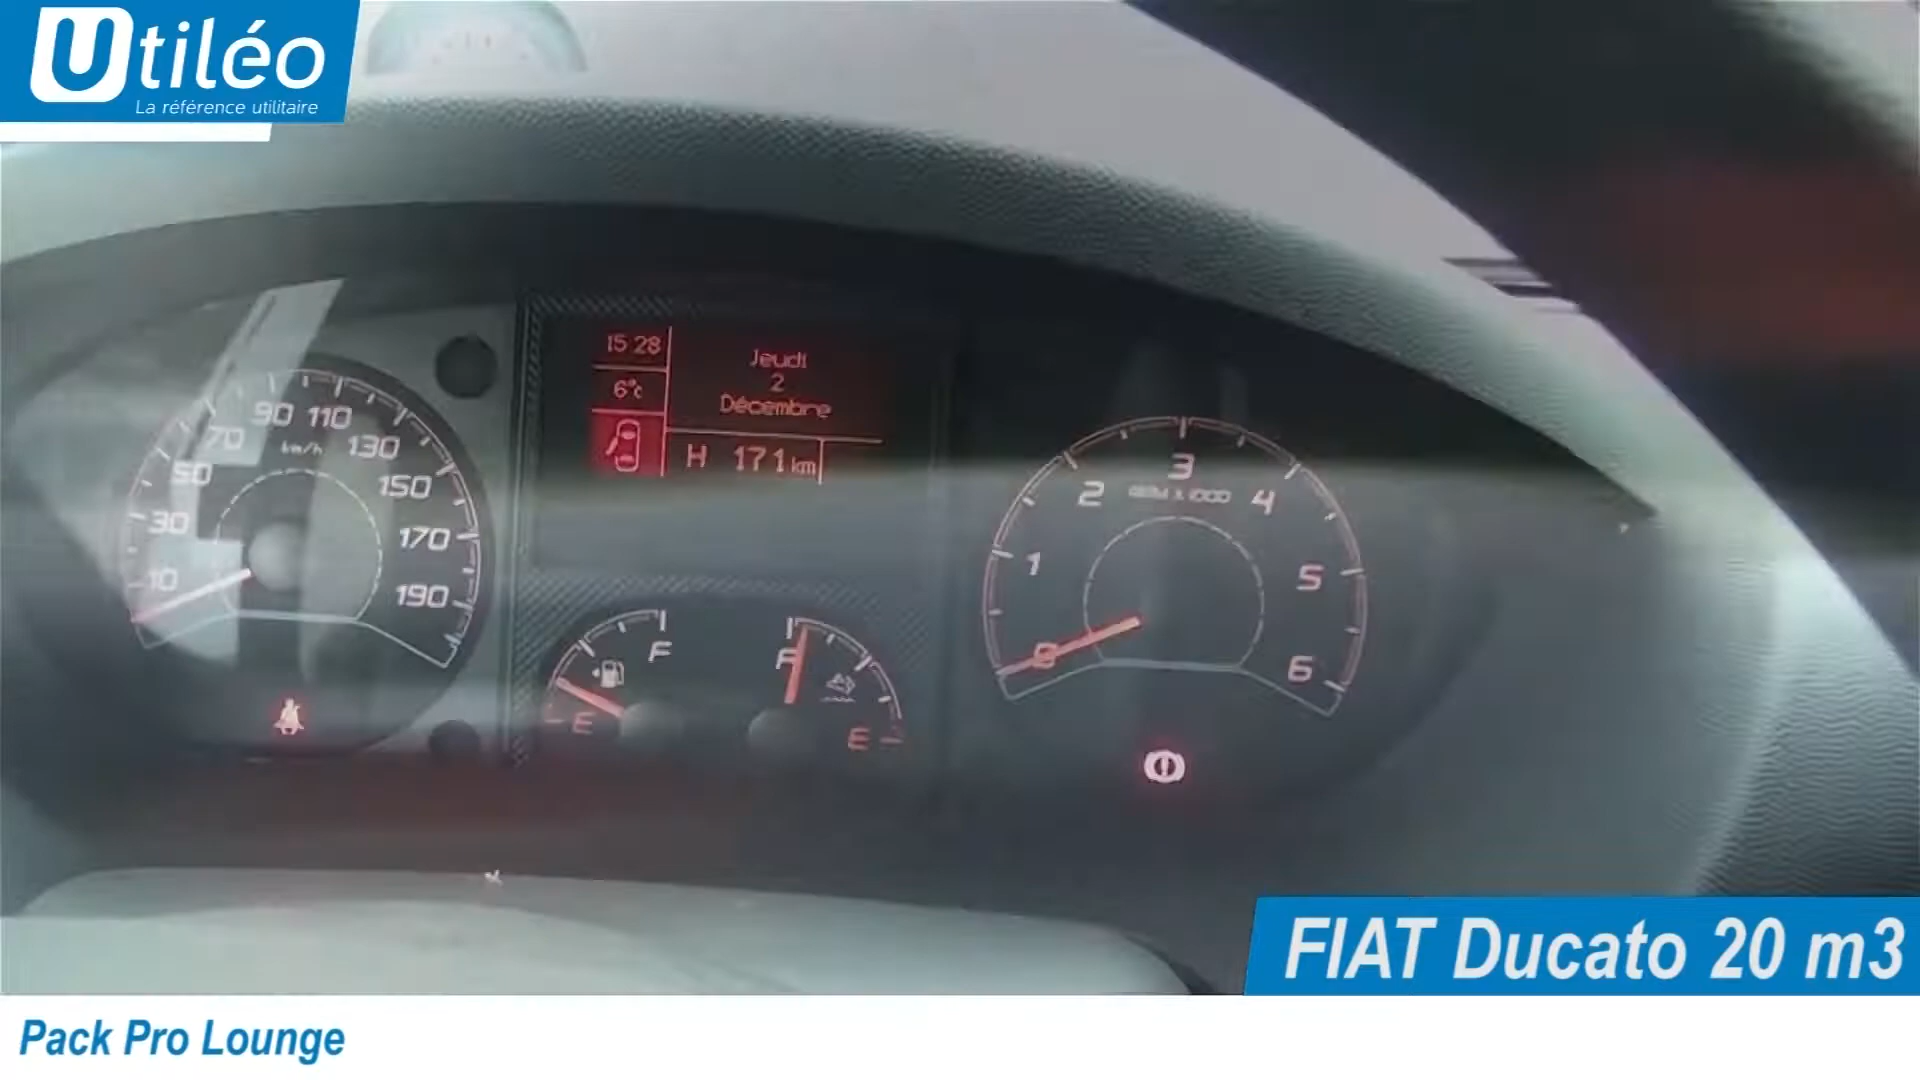 Utiléo
La référence utilitaire
15:28
Jeudi
6°c
2
Décembre
H 171 km
10
30
50
70
90
110
130
150
170
190
km/h
F
E
F
E
0
1
2
3
4
5
6
FIAT Ducato 20 m3
Pack Pro Lounge